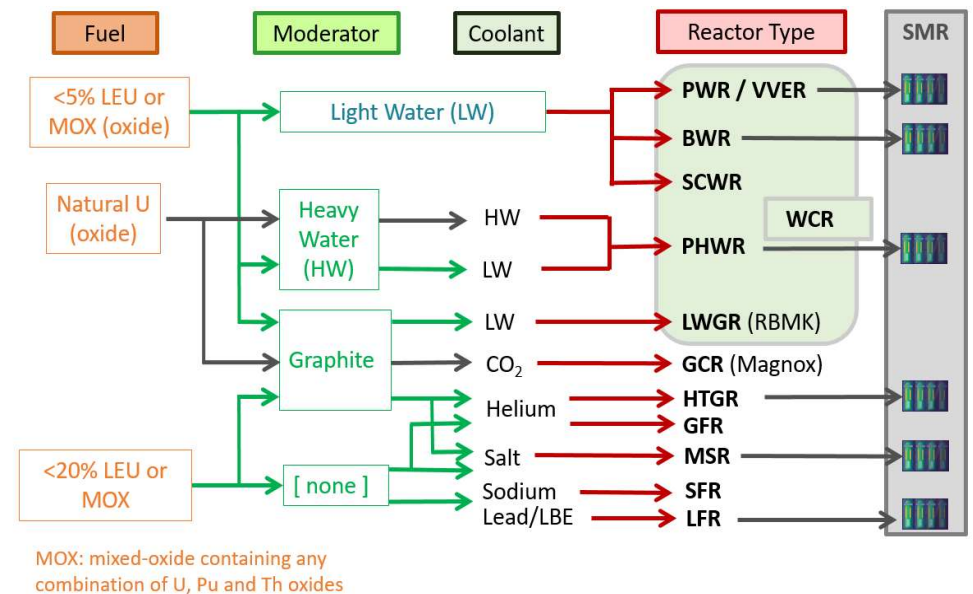 Fuel
Moderator
Coolant
Reactor Type
SMR
<5% LEU or
MOX (oxide)
Light Water (LW)
PWR / VVER
BWR
SCWR
Natural U
(oxide)
Heavy
Water
(HW)
HW
LW
WCR
PHWR
Graphite
LW
LWGR (RBMK)
CO₂
GCR (Magnox)
Helium
HTGR
GFR
<20% LEU or
MOX
[ none ]
Salt
MSR
Sodium
SFR
Lead/LBE
LFR
MOX: mixed-oxide containing any
combination of U, Pu and Th oxides